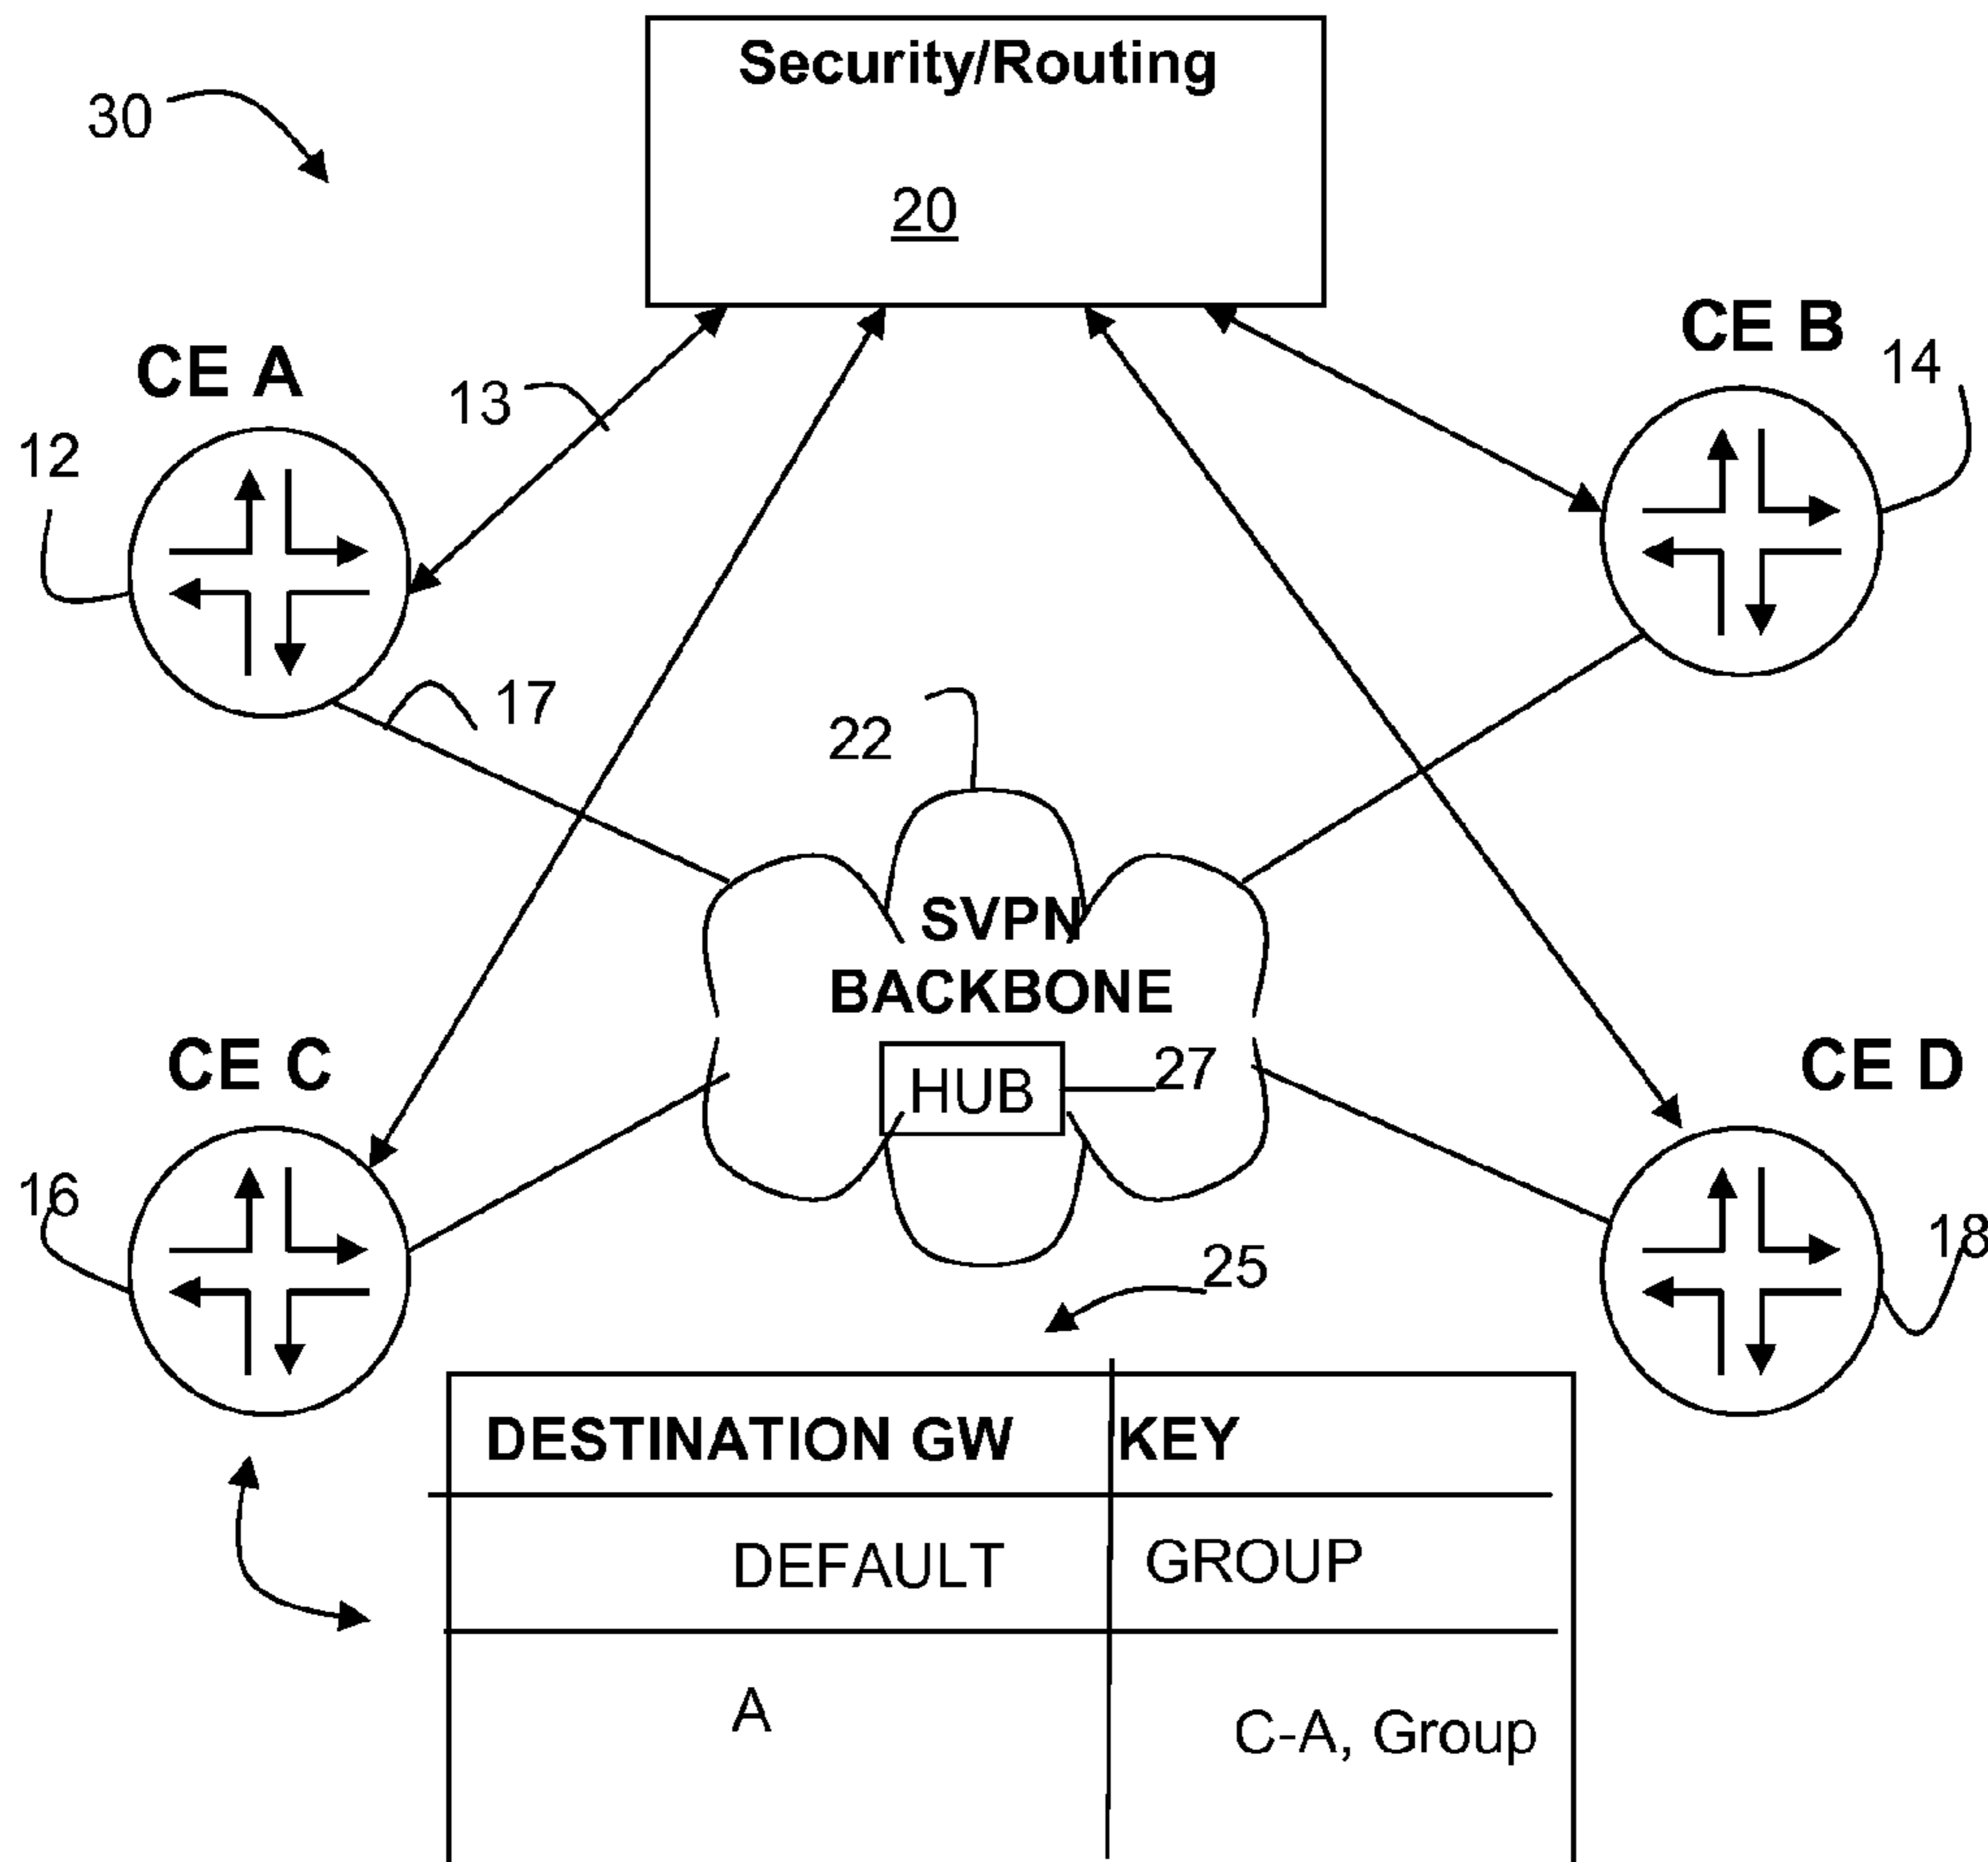 Security/Routing
30
20
CE A
CE B
13
14
12
17
22
SVPN
BACKBONE
CE C
HUB
27
CE D
16
18
25
DESTINATION GW KEY
DEFAULT GROUP
A C-A, Group